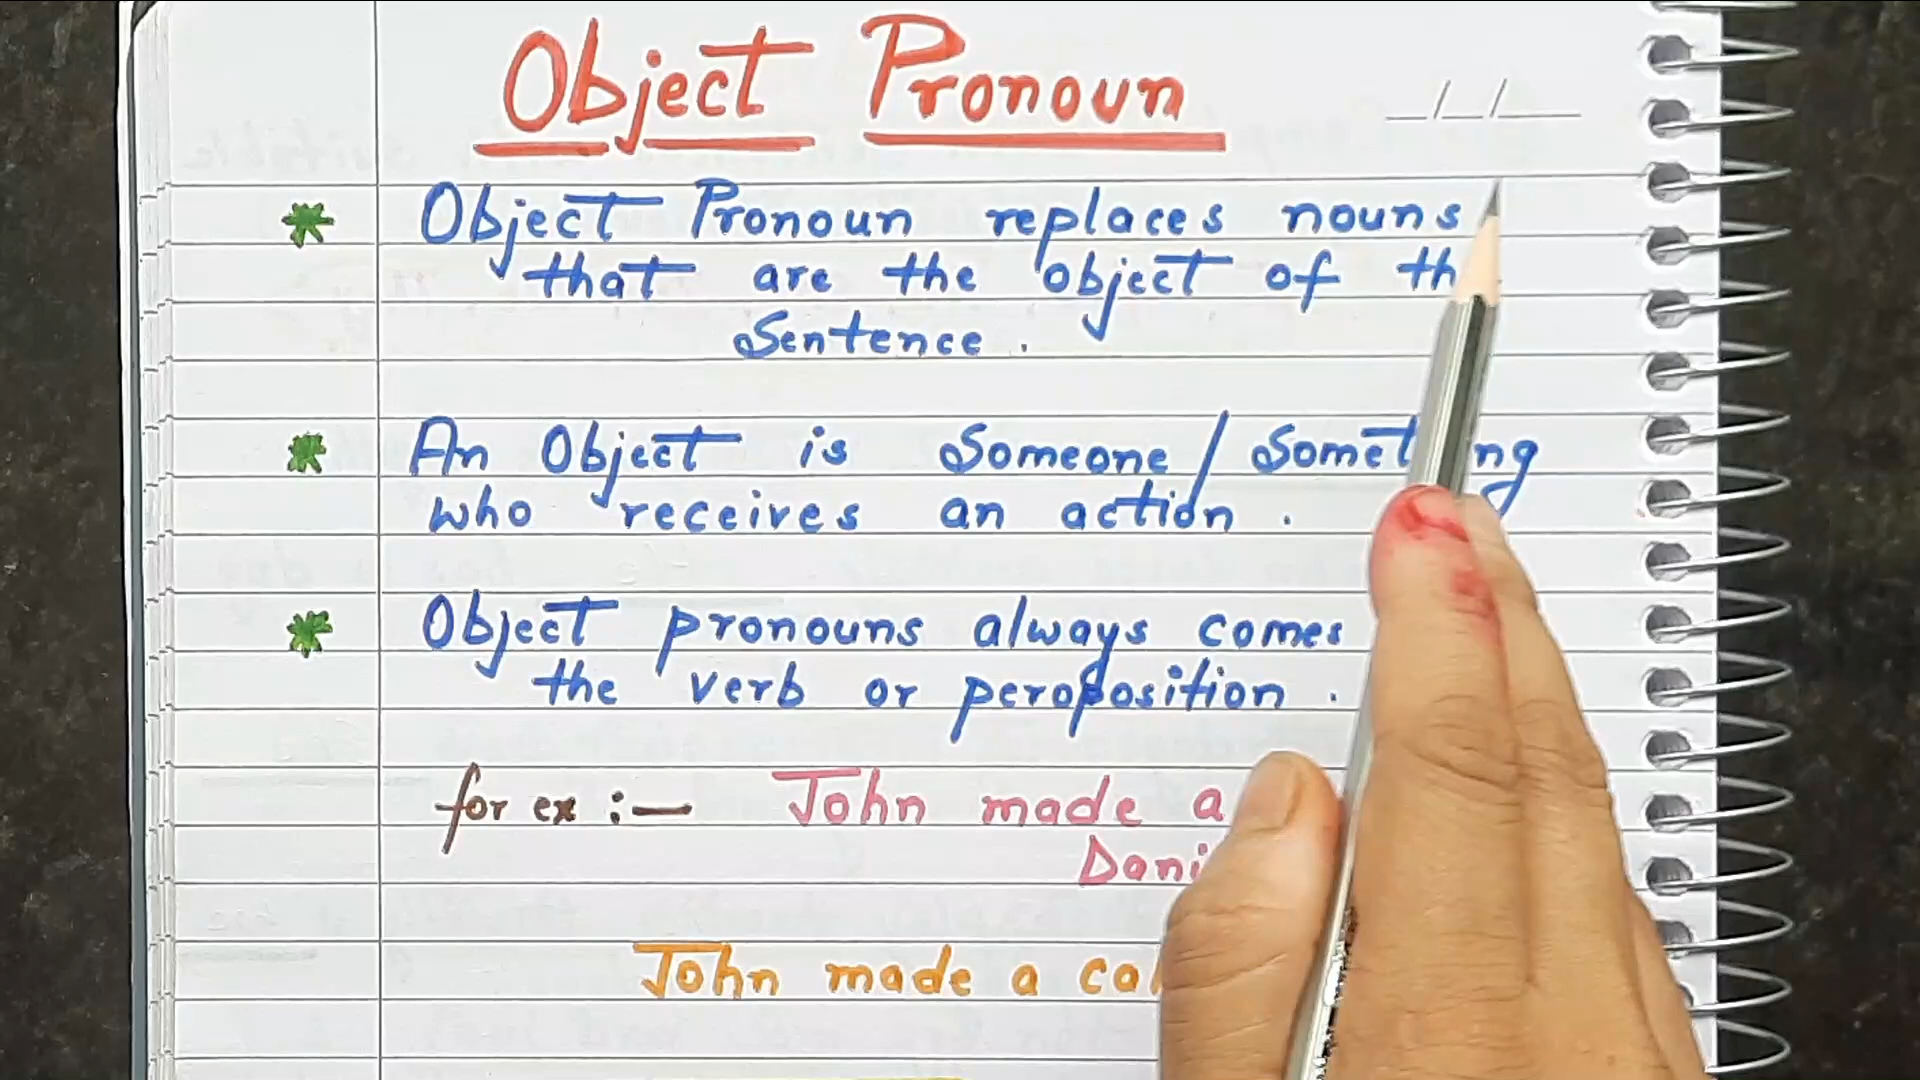 Object Pronoun
_/_/__
Object Pronoun replaces nouns
that are the object of th
Sentence .
An Object is Someone / Somet ng
who receives an action .
Object pronouns always comes
the verb or peroposition .
for ex :— John made a
Dani
John made a ca